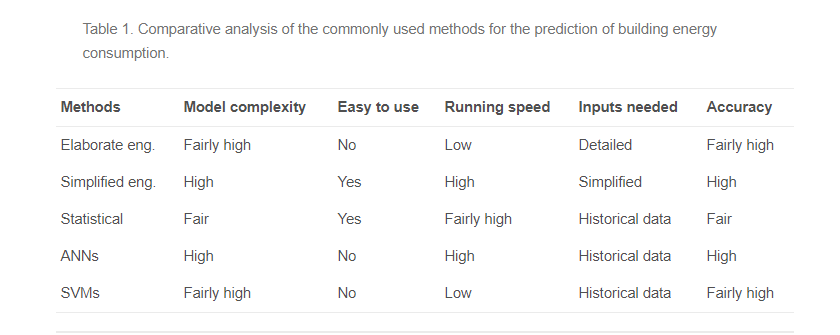 Table 1. Comparative analysis of the commonly used methods for the prediction of building energy
consumption.
Methods Model complexity Easy to use Running speed Inputs needed Accuracy
Elaborate eng. Fairly high No Low Detailed Fairly high
Simplified eng. High Yes High Simplified High
Statistical Fair Yes Fairly high Historical data Fair
ANNs High No High Historical data High
SVMs Fairly high No Low Historical data Fairly high